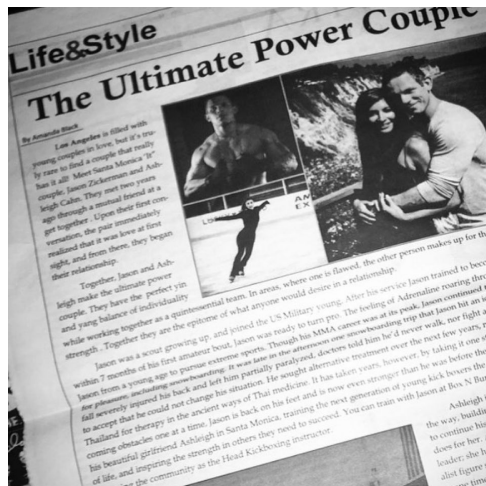 Life&Style
The Ultimate Power Couple
By Amanda Black
Los Angeles is filled with
young couples in love, but it's tru-
ly rare to find a couple that really
has it all! Meet Santa Monica "It"
couple, Jason Zickerman and Ash-
leigh Cahn. They met two years
ago through a mutual friend at a
get together. Upon their first con-
versation, the pair immediately
realized that it was love at first
sight, and from there, they began
their relationship.
Together, Jason and Ash-
leigh make the ultimate power
couple. They have the perfect yin
and yang balance of individuality
while working together as a quintessential team. In areas, where one is flawed, the other person makes up for th
strength. Together they are the epitome of what anyone would desire in a relationship.
Jason was a scout growing up, and joined the US Military young. After his service Jason trained to beco
within 7 months of his first amateur bout, Jason was ready to turn pro. The feeling of Adrenaline roaring thro
Jason from a young age to pursue extreme sports. Though his MMA career was at its peak, Jason continued
for pleasure, including snowboarding. It was late in the afternoon one snowboarding trip that Jason hit an i
fall severely injured his back and left him partially paralyzed, doctors told him he'd never walk, nor fight a
to accept that he could not change his situation. He sought alternative treatment over the next few years, r
Thailand for therapy in the ancient ways of Thai medicine. It has taken years, however, by taking it one s
coming obstacles one at a time, Jason is back on his feet and is now even stronger than he was before the
his beautiful girlfriend Ashleigh in Santa Monica, training the next generation of young kick boxers the
of life, and inspiring the strength in others they need to succeed. You can train with Jason at Box N Bur
the community as the Head Kickboxing instructor.
Ashleigh
the way, buildin
to continue his
does for her.
leader; she h
alist figure
LO
AN
EX